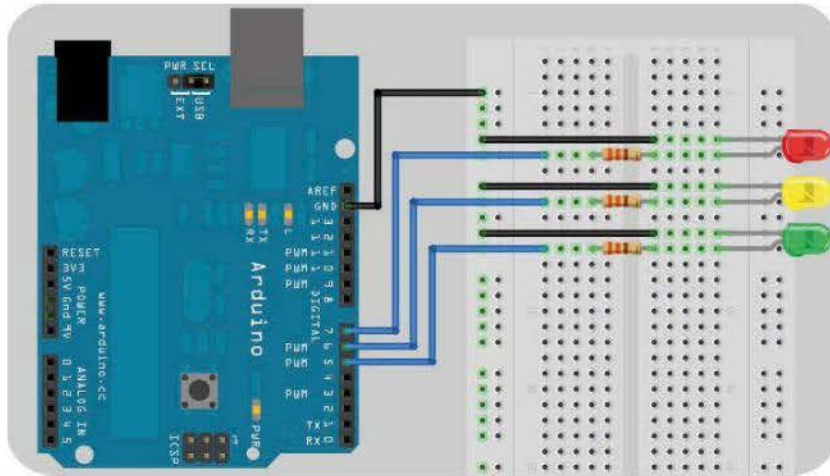 PWR SEL
EXT
USB
AREF
GND
13
12
PWM 11
PWM 10
PWM 9
8
7
PWM 6
PWM 5
4
PWM 3
2
TX 1
RX 0
DIGITAL
RX
TX
L
Arduino
www.arduino.cc
RESET
3V3
5V
Gnd
9V
POWER
0
1
2
3
4
5
ANALOG IN
ICSP
1
PWR